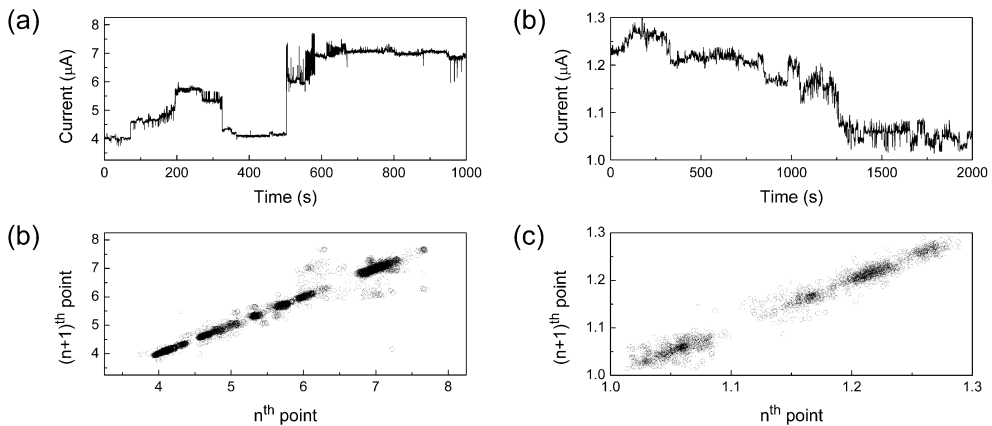 (a)
8
7
6
5
4
Current (μA)
0 200 400 600 800 1000
Time (s)
(b)
1.3
1.2
1.1
1.0
Current (μA)
0 500 1000 1500 2000
Time (s)
(b)
8
7
6
5
4
(n+1)th point
4 5 6 7 8
nth point
(c)
1.3
1.2
1.1
1.0
(n+1)th point
1.0 1.1 1.2 1.3
nth point